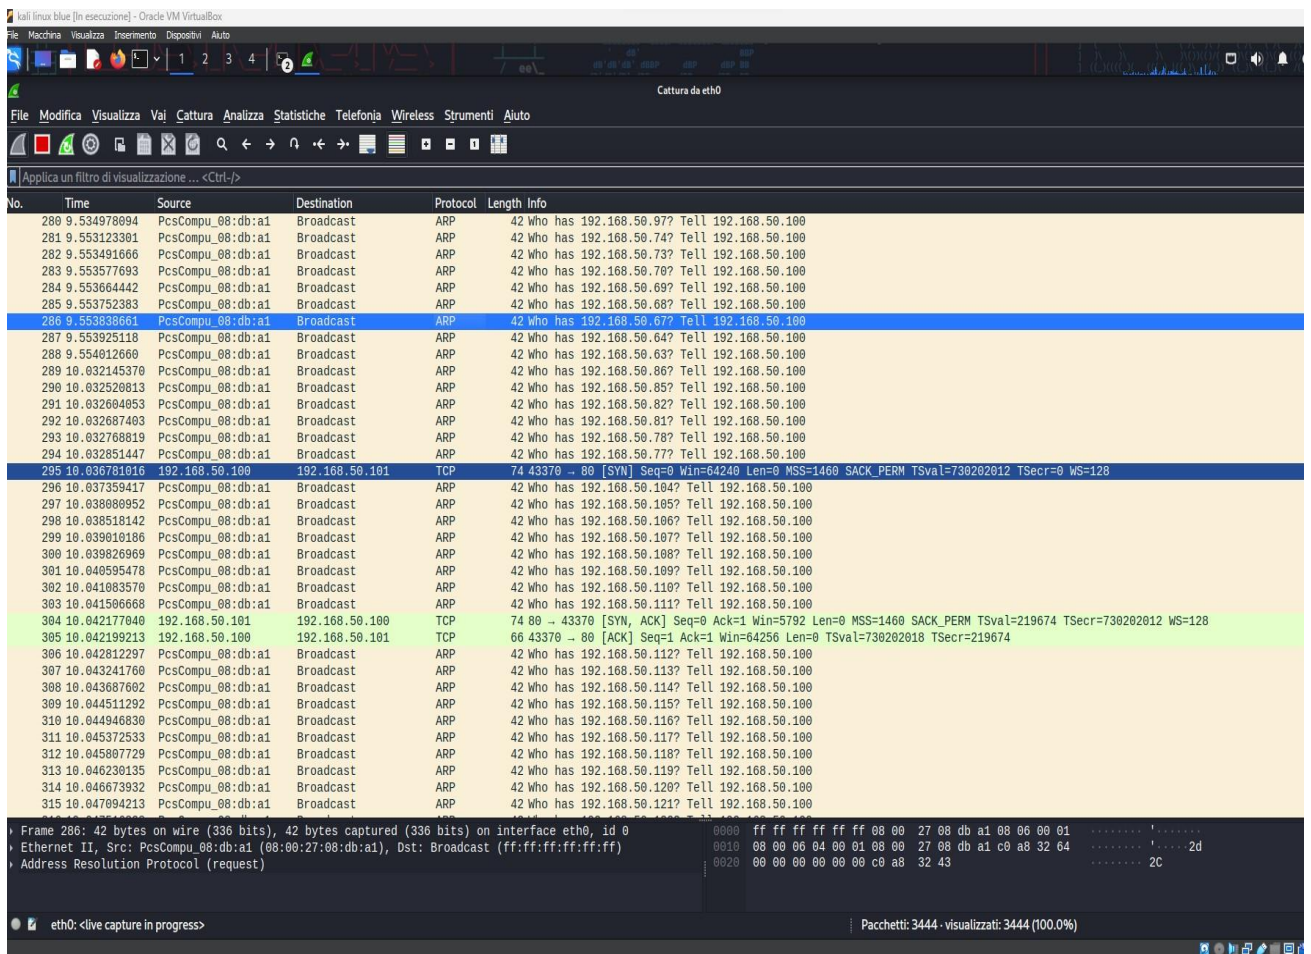 kali linux blue [In esecuzione] - Oracle VM VirtualBox
File Macchina Visualizza Inserimento Dispositivi Aiuto
1 2 3 4 2
Cattura da eth0
File Modifica Visualizza Vai Cattura Analizza Statistiche Telefonia Wireless Strumenti Aiuto
Applica un filtro di visualizzazione ... <Ctrl-/>
No. Time Source Destination Protocol Length Info
280 9.534978094 PcsCompu_08:db:a1 Broadcast ARP 42 Who has 192.168.50.97? Tell 192.168.50.100
281 9.553123301 PcsCompu_08:db:a1 Broadcast ARP 42 Who has 192.168.50.74? Tell 192.168.50.100
282 9.553491666 PcsCompu_08:db:a1 Broadcast ARP 42 Who has 192.168.50.73? Tell 192.168.50.100
283 9.553577693 PcsCompu_08:db:a1 Broadcast ARP 42 Who has 192.168.50.70? Tell 192.168.50.100
284 9.553664442 PcsCompu_08:db:a1 Broadcast ARP 42 Who has 192.168.50.69? Tell 192.168.50.100
285 9.553752383 PcsCompu_08:db:a1 Broadcast ARP 42 Who has 192.168.50.68? Tell 192.168.50.100
286 9.553838661 PcsCompu_08:db:a1 Broadcast ARP 42 Who has 192.168.50.67? Tell 192.168.50.100
287 9.553925118 PcsCompu_08:db:a1 Broadcast ARP 42 Who has 192.168.50.64? Tell 192.168.50.100
288 9.554012660 PcsCompu_08:db:a1 Broadcast ARP 42 Who has 192.168.50.63? Tell 192.168.50.100
289 10.032145370 PcsCompu_08:db:a1 Broadcast ARP 42 Who has 192.168.50.86? Tell 192.168.50.100
290 10.032520813 PcsCompu_08:db:a1 Broadcast ARP 42 Who has 192.168.50.85? Tell 192.168.50.100
291 10.032604053 PcsCompu_08:db:a1 Broadcast ARP 42 Who has 192.168.50.82? Tell 192.168.50.100
292 10.032687403 PcsCompu_08:db:a1 Broadcast ARP 42 Who has 192.168.50.81? Tell 192.168.50.100
293 10.032768819 PcsCompu_08:db:a1 Broadcast ARP 42 Who has 192.168.50.78? Tell 192.168.50.100
294 10.032851447 PcsCompu_08:db:a1 Broadcast ARP 42 Who has 192.168.50.77? Tell 192.168.50.100
295 10.036781016 192.168.50.100 192.168.50.101 TCP 74 43370 → 80 [SYN] Seq=0 Win=64240 Len=0 MSS=1460 SACK_PERM TSval=730202012 TSecr=0 WS=128
296 10.037359417 PcsCompu_08:db:a1 Broadcast ARP 42 Who has 192.168.50.104? Tell 192.168.50.100
297 10.038080952 PcsCompu_08:db:a1 Broadcast ARP 42 Who has 192.168.50.105? Tell 192.168.50.100
298 10.038518142 PcsCompu_08:db:a1 Broadcast ARP 42 Who has 192.168.50.106? Tell 192.168.50.100
299 10.039010186 PcsCompu_08:db:a1 Broadcast ARP 42 Who has 192.168.50.107? Tell 192.168.50.100
300 10.039826969 PcsCompu_08:db:a1 Broadcast ARP 42 Who has 192.168.50.108? Tell 192.168.50.100
301 10.040595478 PcsCompu_08:db:a1 Broadcast ARP 42 Who has 192.168.50.109? Tell 192.168.50.100
302 10.041083570 PcsCompu_08:db:a1 Broadcast ARP 42 Who has 192.168.50.110? Tell 192.168.50.100
303 10.041506668 PcsCompu_08:db:a1 Broadcast ARP 42 Who has 192.168.50.111? Tell 192.168.50.100
304 10.042177040 192.168.50.101 192.168.50.100 TCP 74 80 → 43370 [SYN, ACK] Seq=0 Ack=1 Win=5792 Len=0 MSS=1460 SACK_PERM TSval=219674 TSecr=730202012 WS=128
305 10.042199213 192.168.50.100 192.168.50.101 TCP 66 43370 → 80 [ACK] Seq=1 Ack=1 Win=64256 Len=0 TSval=730202018 TSecr=219674
306 10.042812297 PcsCompu_08:db:a1 Broadcast ARP 42 Who has 192.168.50.112? Tell 192.168.50.100
307 10.043241760 PcsCompu_08:db:a1 Broadcast ARP 42 Who has 192.168.50.113? Tell 192.168.50.100
308 10.043687602 PcsCompu_08:db:a1 Broadcast ARP 42 Who has 192.168.50.114? Tell 192.168.50.100
309 10.044511292 PcsCompu_08:db:a1 Broadcast ARP 42 Who has 192.168.50.115? Tell 192.168.50.100
310 10.044946830 PcsCompu_08:db:a1 Broadcast ARP 42 Who has 192.168.50.116? Tell 192.168.50.100
311 10.045372533 PcsCompu_08:db:a1 Broadcast ARP 42 Who has 192.168.50.117? Tell 192.168.50.100
312 10.045807729 PcsCompu_08:db:a1 Broadcast ARP 42 Who has 192.168.50.118? Tell 192.168.50.100
313 10.046230135 PcsCompu_08:db:a1 Broadcast ARP 42 Who has 192.168.50.119? Tell 192.168.50.100
314 10.046673932 PcsCompu_08:db:a1 Broadcast ARP 42 Who has 192.168.50.120? Tell 192.168.50.100
315 10.047094213 PcsCompu_08:db:a1 Broadcast ARP 42 Who has 192.168.50.121? Tell 192.168.50.100
Frame 286: 42 bytes on wire (336 bits), 42 bytes captured (336 bits) on interface eth0, id 0
Ethernet II, Src: PcsCompu_08:db:a1 (08:00:27:08:db:a1), Dst: Broadcast (ff:ff:ff:ff:ff:ff)
Address Resolution Protocol (request)
0000 ff ff ff ff ff ff 08 00 27 08 db a1 08 06 00 01 ········ '·······
0010 08 00 06 04 00 01 08 00 27 08 db a1 c0 a8 32 64 ········ '·····2d
0020 00 00 00 00 00 00 c0 a8 32 43 ········ 2C
eth0: <live capture in progress>
Pacchetti: 3444 · visualizzati: 3444 (100.0%)